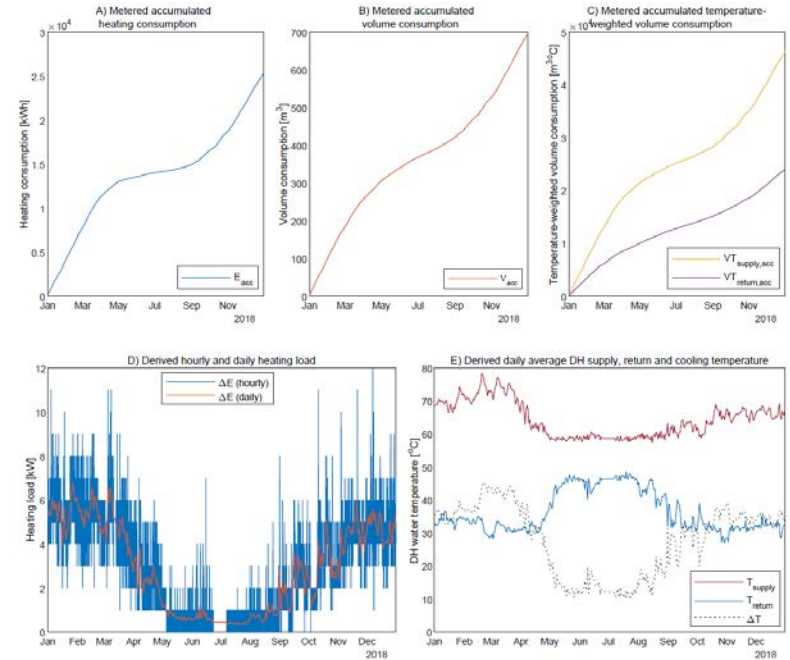 A) Metered accumulated
heating consumption
×10⁴
3
2.5
2
1.5
1
0.5
0
Heating consumption [kWh]
E_acc
Jan Mar May Jul Sep Nov
2018
B) Metered accumulated
volume consumption
700
600
500
400
300
200
100
0
Volume consumption [m³]
V_acc
Jan Mar May Jul Sep Nov
2018
C) Metered accumulated temperature-
weighted volume consumption
×10⁴
5
4
3
2
1
0
Temperature-weighted volume consumption [m³°C]
VT_supply,acc
VT_return,acc
Jan Mar May Jul Sep Nov
2018
D) Derived hourly and daily heating load
12
10
8
6
4
2
0
Heating load [kW]
ΔE (hourly)
ΔE (daily)
Jan Feb Mar Apr May Jun Jul Aug Sep Oct Nov Dec
2018
E) Derived daily average DH supply, return and cooling temperature
80
70
60
50
40
30
20
10
0
DH water temperature [°C]
T_supply
T_return
ΔT
Jan Feb Mar Apr May Jun Jul Aug Sep Oct Nov Dec
2018